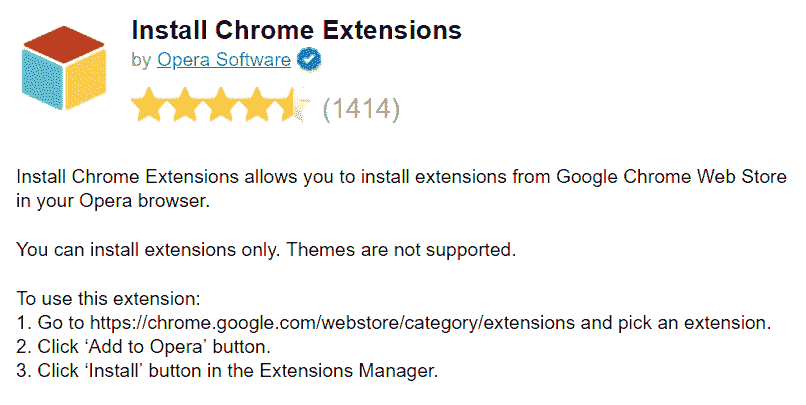 Install Chrome Extensions
by Opera Software
(1414)
Install Chrome Extensions allows you to install extensions from Google Chrome Web Store
in your Opera browser.
You can install extensions only. Themes are not supported.
To use this extension:
1. Go to https://chrome.google.com/webstore/category/extensions and pick an extension.
2. Click ‘Add to Opera’ button.
3. Click ‘Install’ button in the Extensions Manager.